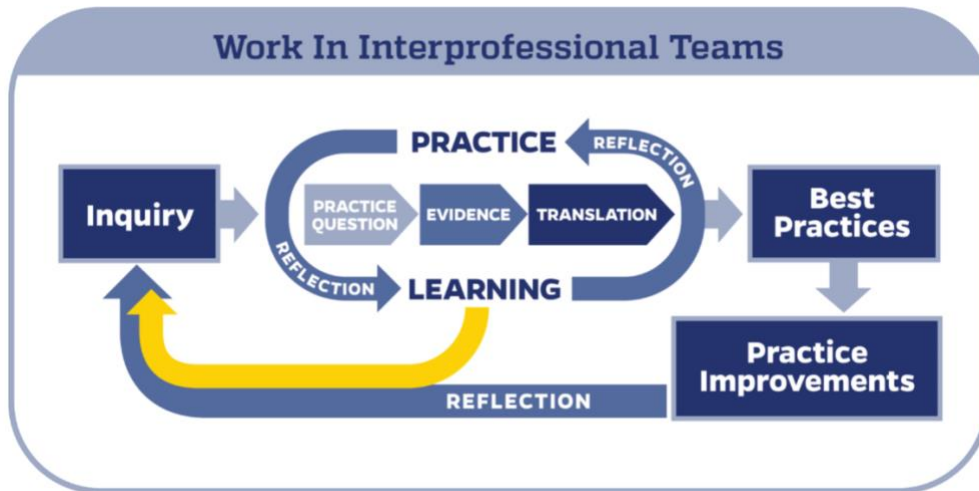 Work In Interprofessional Teams
PRACTICE
REFLECTION
Inquiry
PRACTICE
QUESTION
EVIDENCE
TRANSLATION
Best
Practices
REFLECTION
LEARNING
Practice
Improvements
REFLECTION